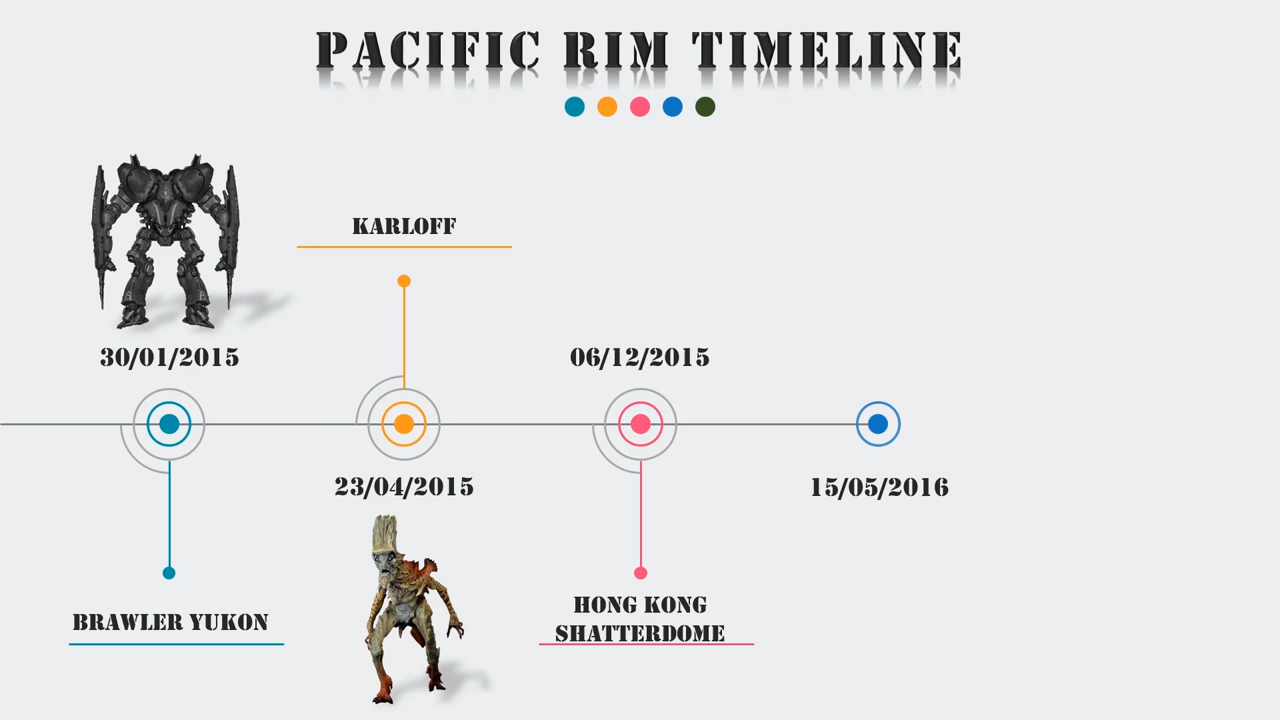 PACIFIC RIM TIMELINE
KARLOFF
30/01/2015
06/12/2015
23/04/2015
15/05/2016
BRAWLER YUKON
HONG KONG
SHATTERDOME